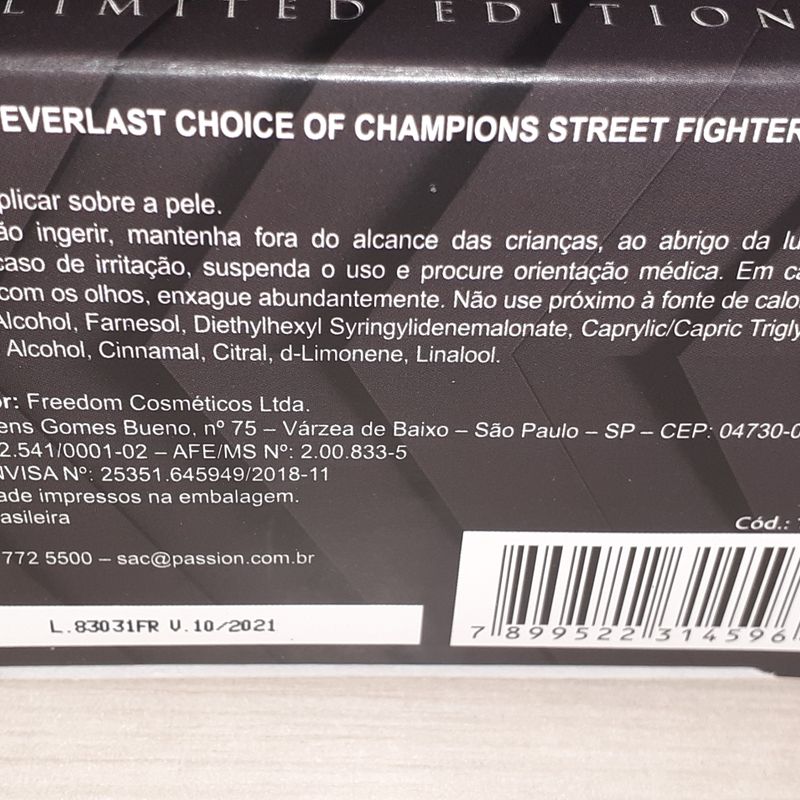 LIMITED EDITION
EVERLAST CHOICE OF CHAMPIONS STREET FIGHTER
plicar sobre a pele.
ão ingerir, mantenha fora do alcance das crianças, ao abrigo da lu
caso de irritação, suspenda o uso e procure orientação médica. Em ca
com os olhos, enxague abundantemente. Não use próximo à fonte de calo
Alcohol, Farnesol, Diethylhexyl Syringylidenemalonate, Caprylic/Capric Trigly
Alcohol, Cinnamal, Citral, d-Limonene, Linalool.
or: Freedom Cosméticos Ltda.
ens Gomes Bueno, nº 75 – Várzea de Baixo – São Paulo – SP – CEP: 04730-0
2.541/0001-02 – AFE/MS Nº: 2.00.833-5
NVISA Nº: 25351.645949/2018-11
ade impressos na embalagem.
asileira
Cód.:
772 5500 – sac@passion.com.br
L.83031FR V.10/2021
7 899522 314596